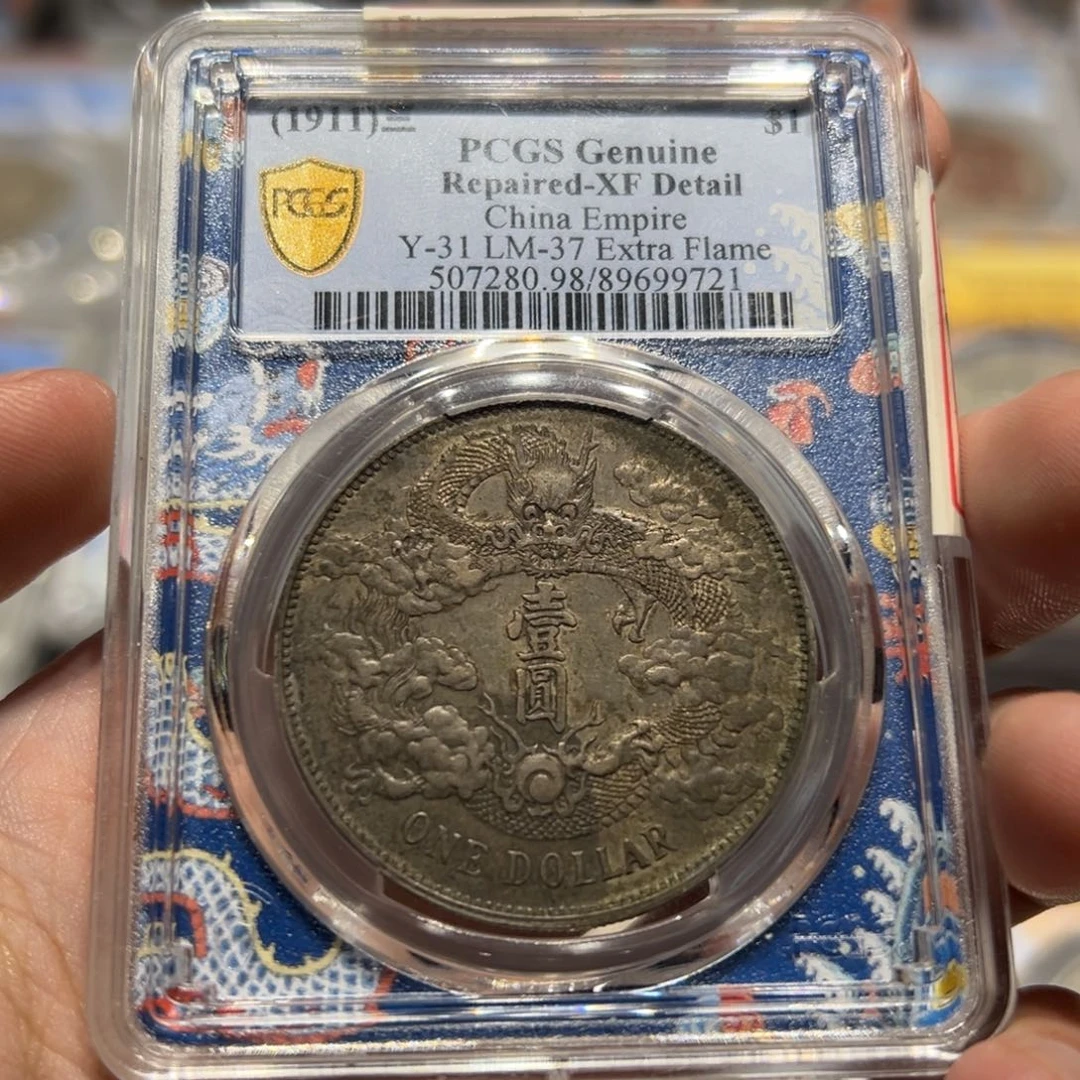 (1911) $1
PCGS Genuine
Repaired-XF Detail
China Empire
Y-31 LM-37 Extra Flame
507280.98/89699721
PCGS
壹
圓
ONE DOLLAR